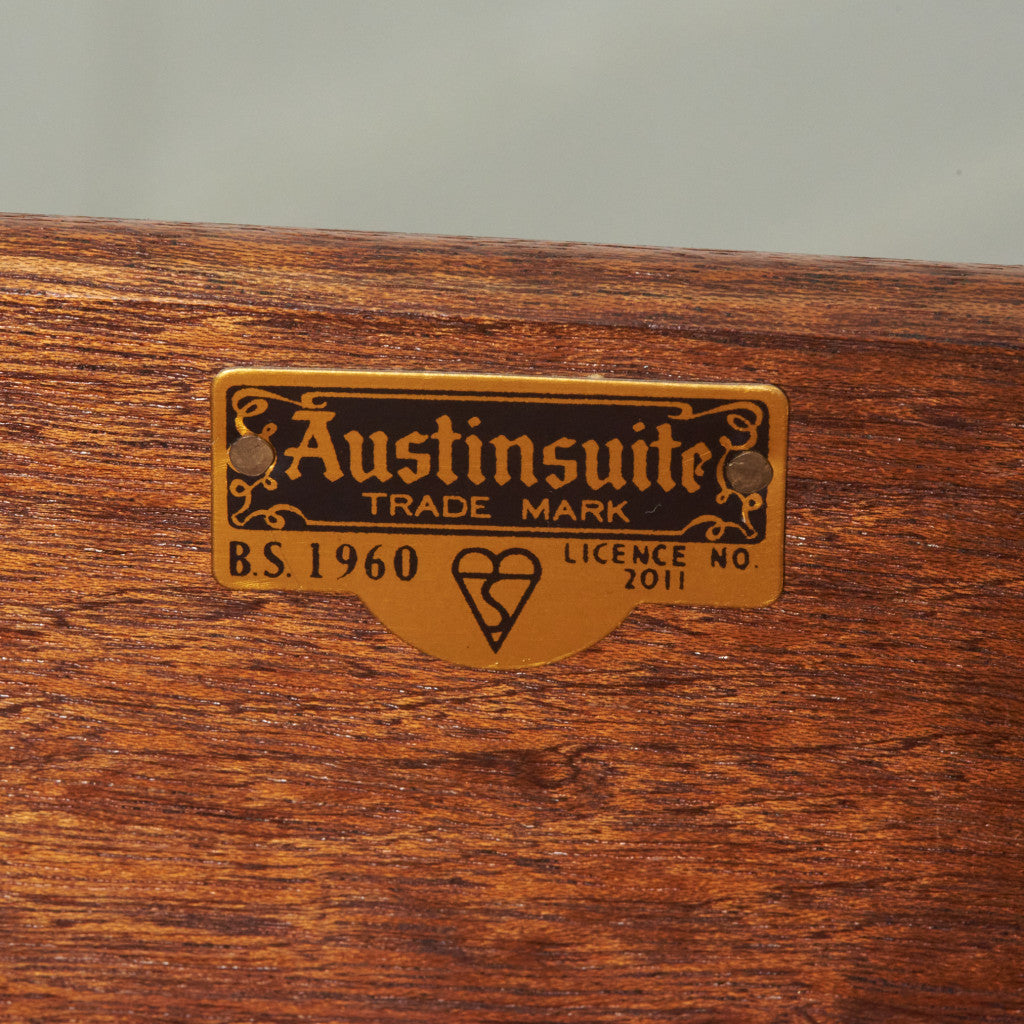 Austinsuite
TRADE MARK
B.S. 1960
LICENCE NO.
2011